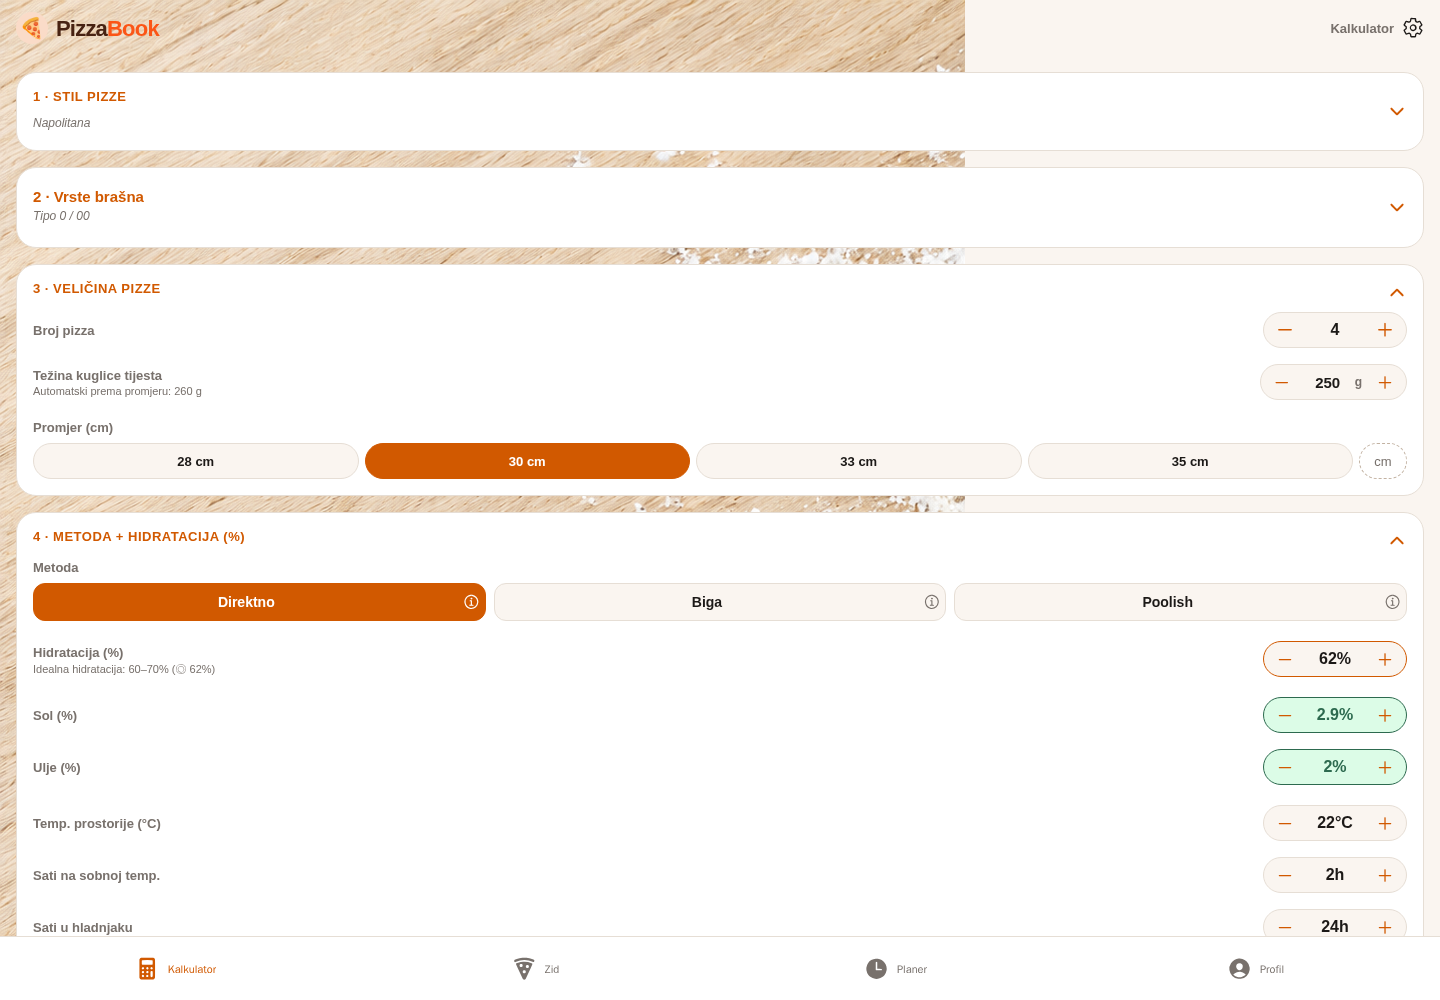 PizzaBook
Kalkulator
1 · STIL PIZZE
Napolitana
2 · Vrste brašna
Tipo 0 / 00
3 · VELIČINA PIZZE
Broj pizza
− 4 +
Težina kuglice tijesta
Automatski prema promjeru: 260 g
− 250 g +
Promjer (cm)
28 cm 30 cm 33 cm 35 cm cm
4 · METODA + HIDRATACIJA (%)
Metoda
Direktno Biga Poolish
Hidratacija (%)
Idealna hidratacija: 60–70% (◎ 62%)
− 62% +
Sol (%)
− 2.9% +
Ulje (%)
− 2% +
Temp. prostorije (°C)
− 22°C +
Sati na sobnoj temp.
− 2h +
Sati u hladnjaku
− 24h +
Kalkulator Zid Planer Profil